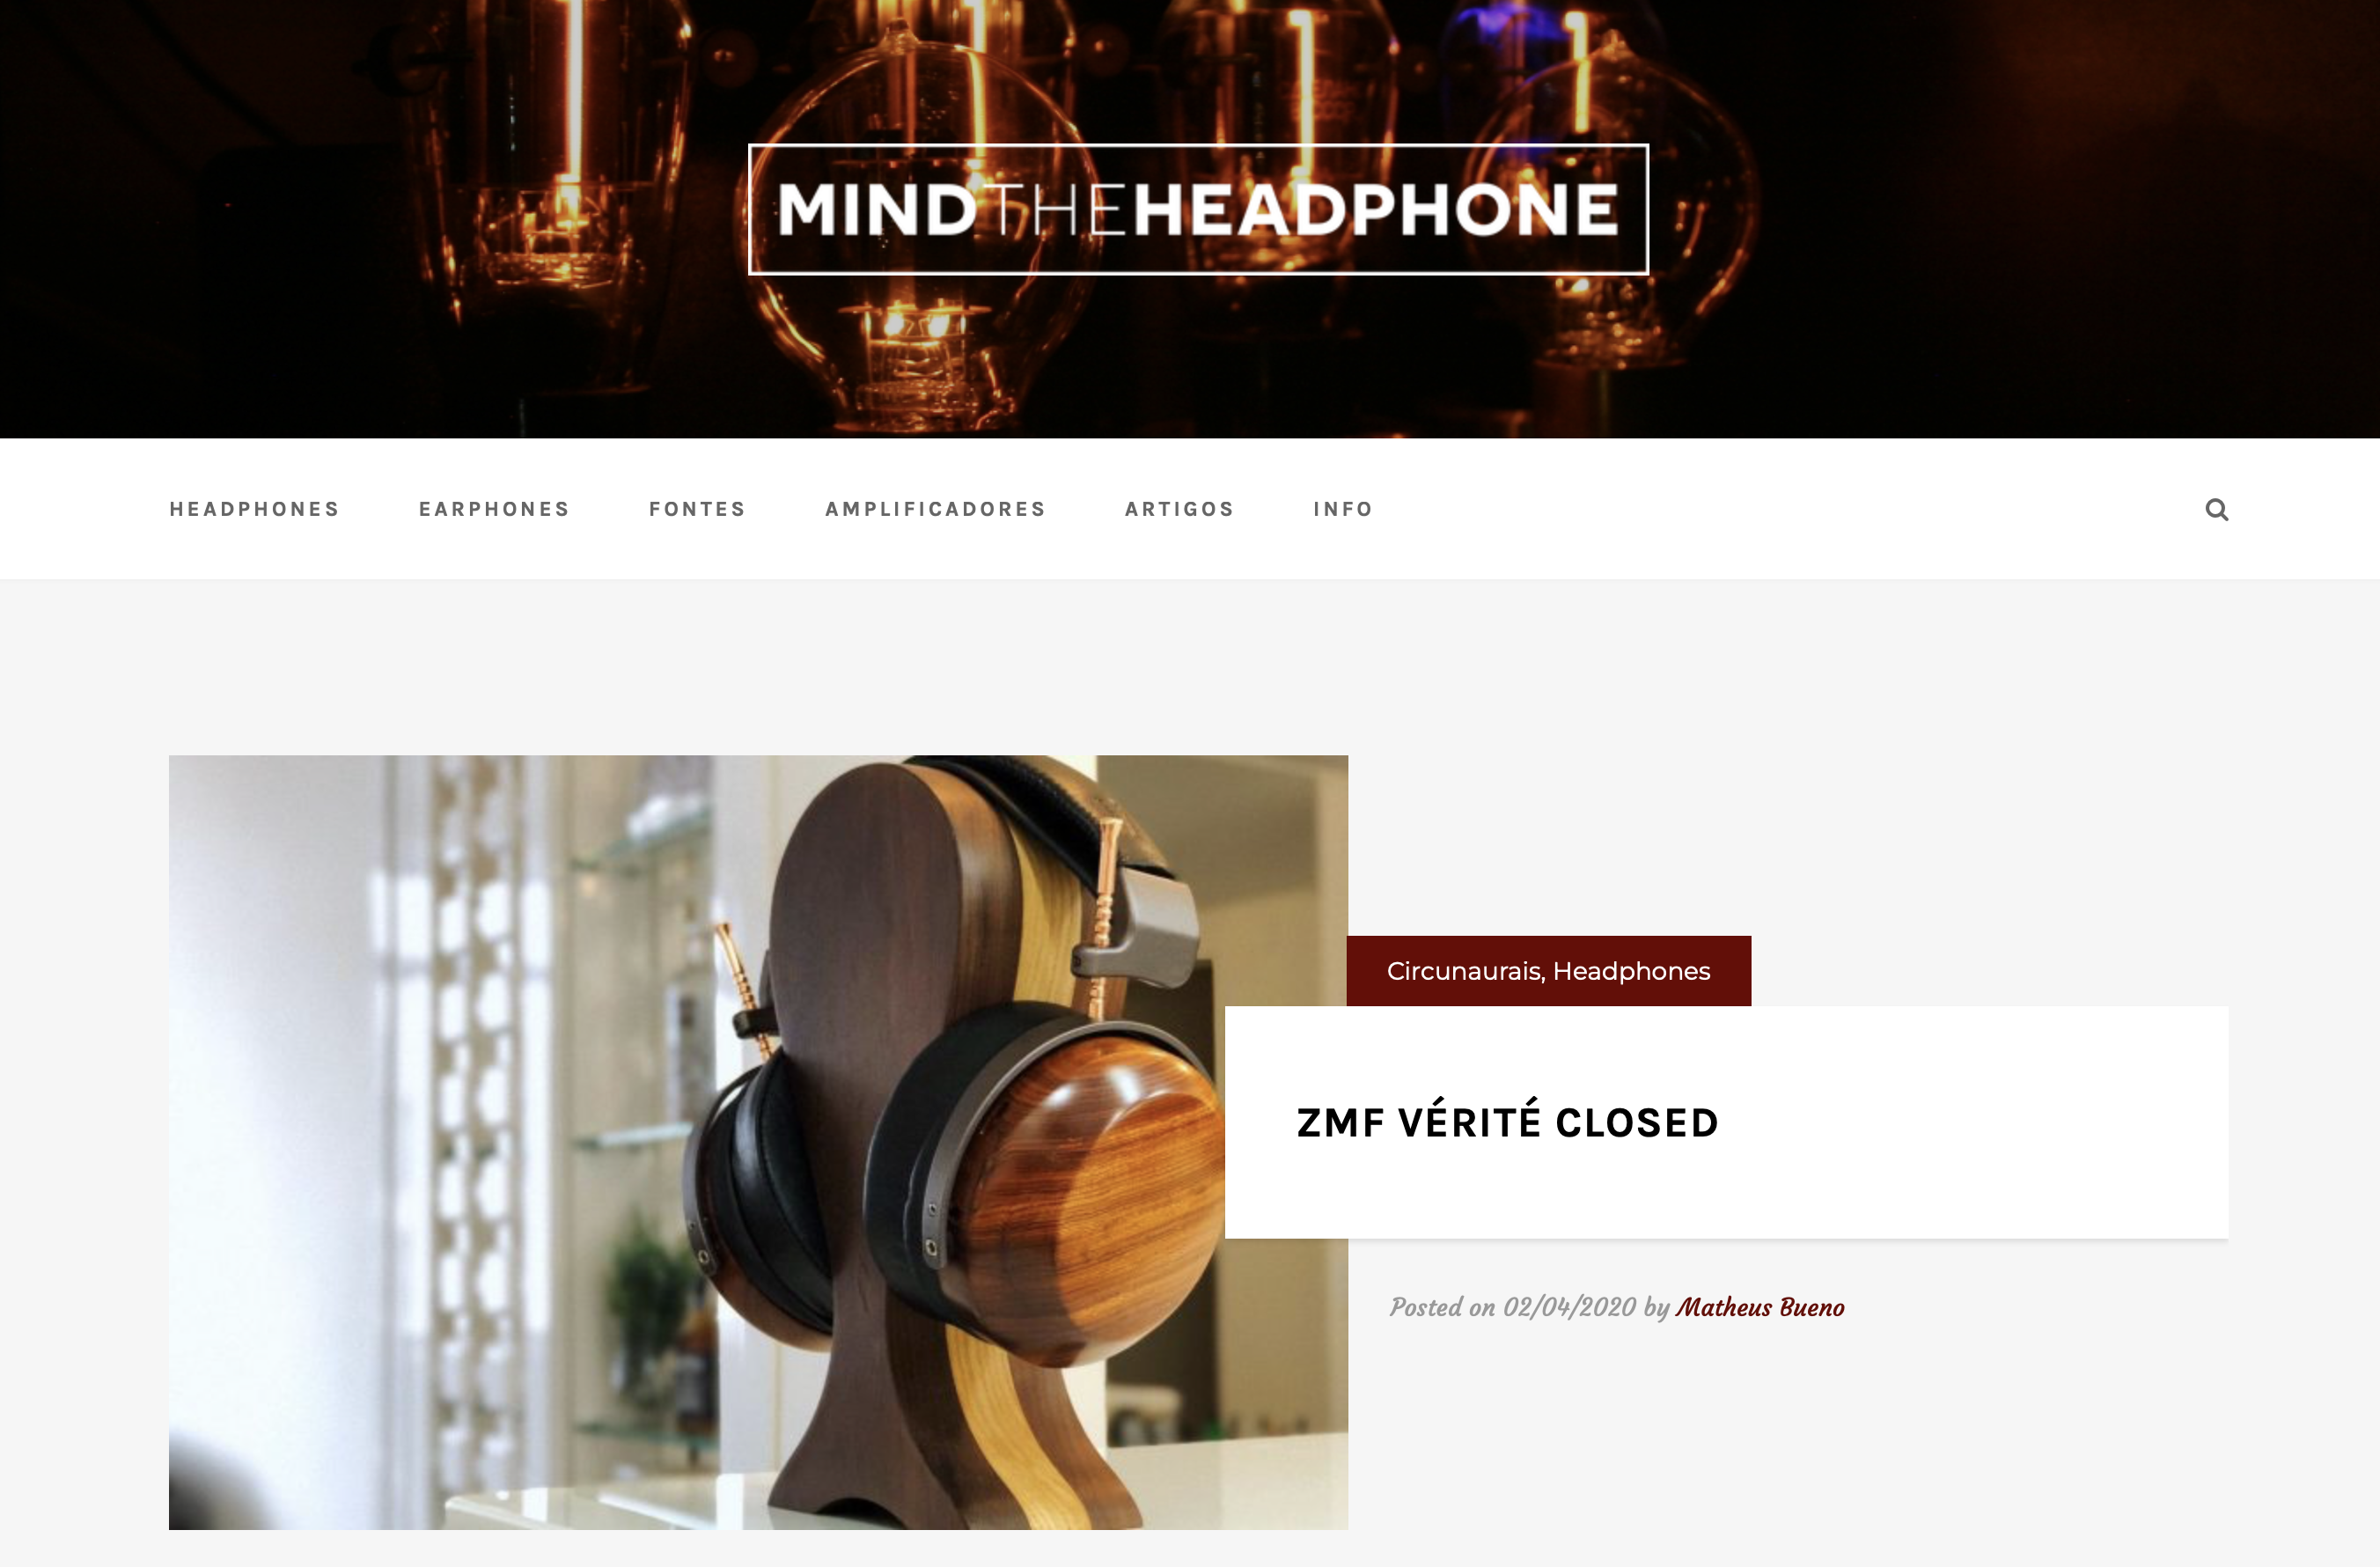 MINDTHEHEADPHONE
HEADPHONES EARPHONES FONTES AMPLIFICADORES ARTIGOS INFO
Circunaurais, Headphones
ZMF VÉRITÉ CLOSED
Posted on 02/04/2020 by Matheus Bueno